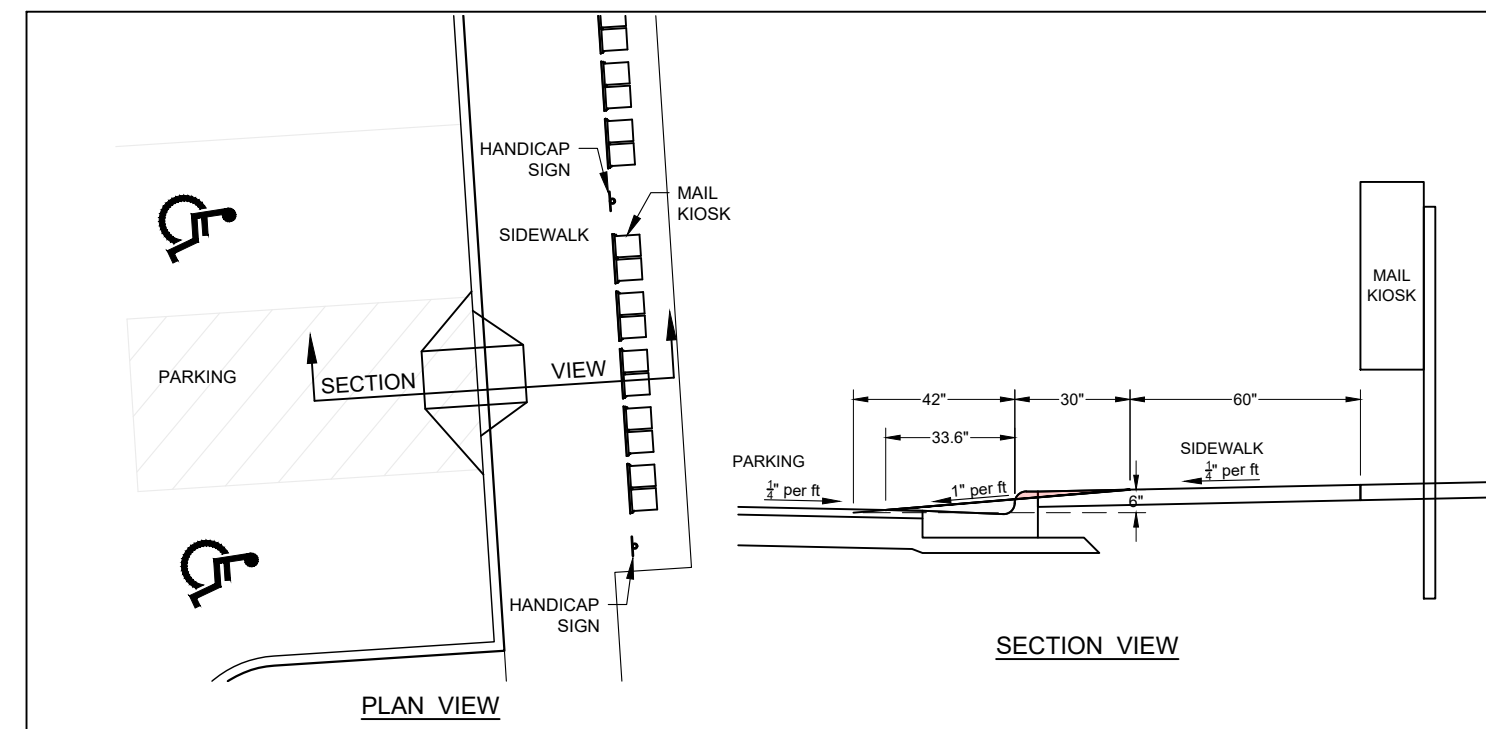 HANDICAP
SIGN
MAIL
KIOSK
SIDEWALK
PARKING
SECTION VIEW
HANDICAP
SIGN
PLAN VIEW
MAIL
KIOSK
42"
30"
60"
33.6"
PARKING
SIDEWALK
1/4" per ft
1" per ft
1/4" per ft
6"
SECTION VIEW